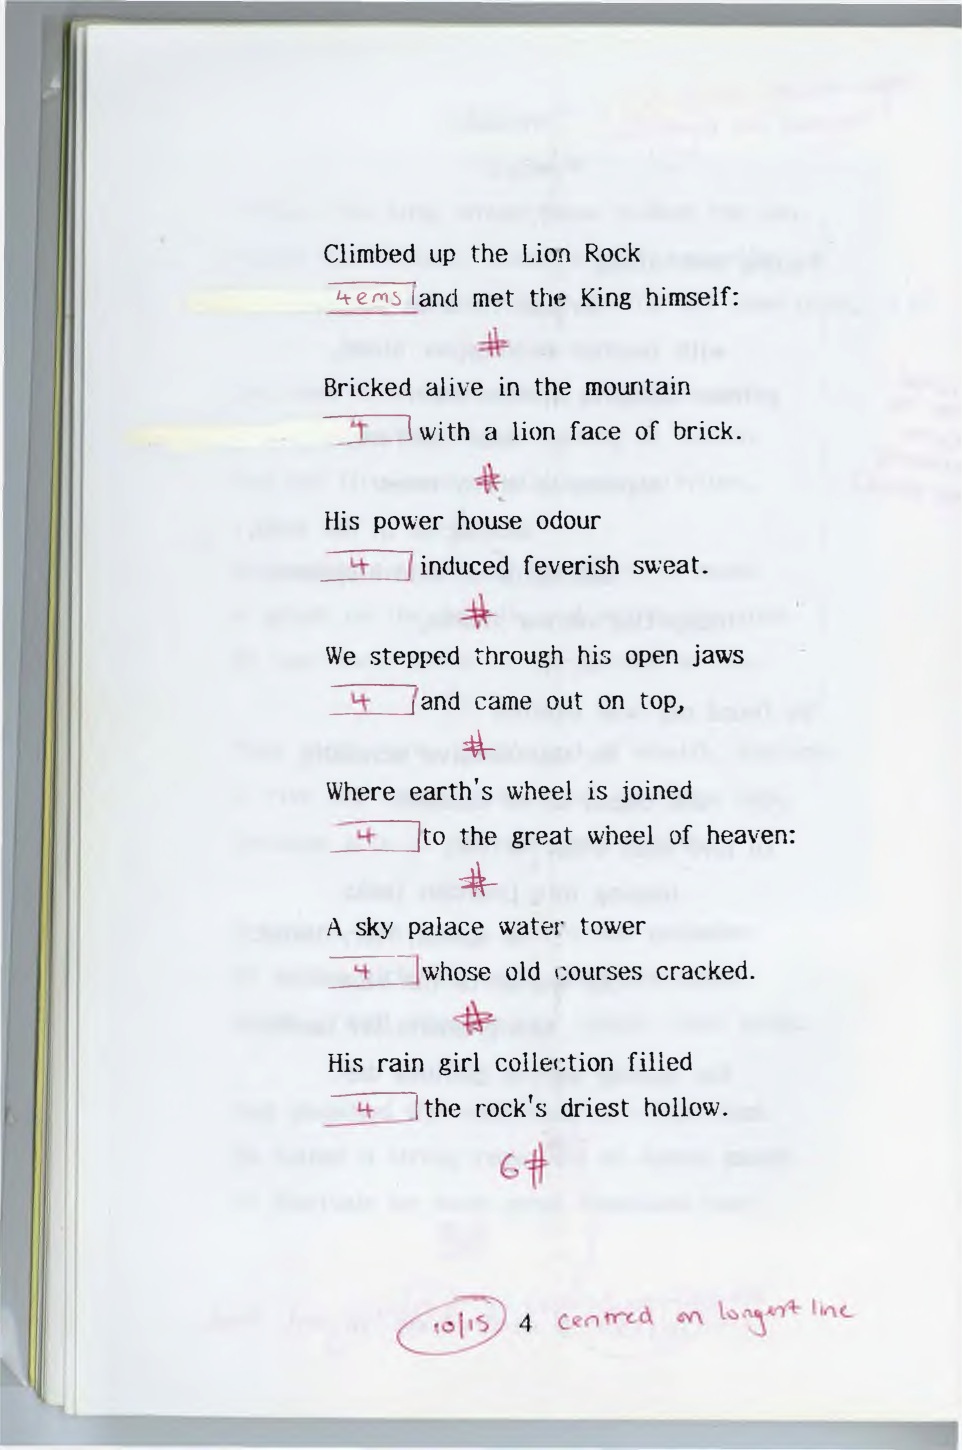 Climbed up the Lion Rock
4ems and met the King himself:
#
Bricked alive in the mountain
4 with a lion face of brick.
#
His power house odour
4 induced feverish sweat.
#
We stepped through his open jaws
4 and came out on top,
#
Where earth's wheel is joined
4 to the great wheel of heaven:
#
A sky palace water tower
4 whose old courses cracked.
#
His rain girl collection filled
4 the rock's driest hollow.
6#
10/15 4 centred on longest line